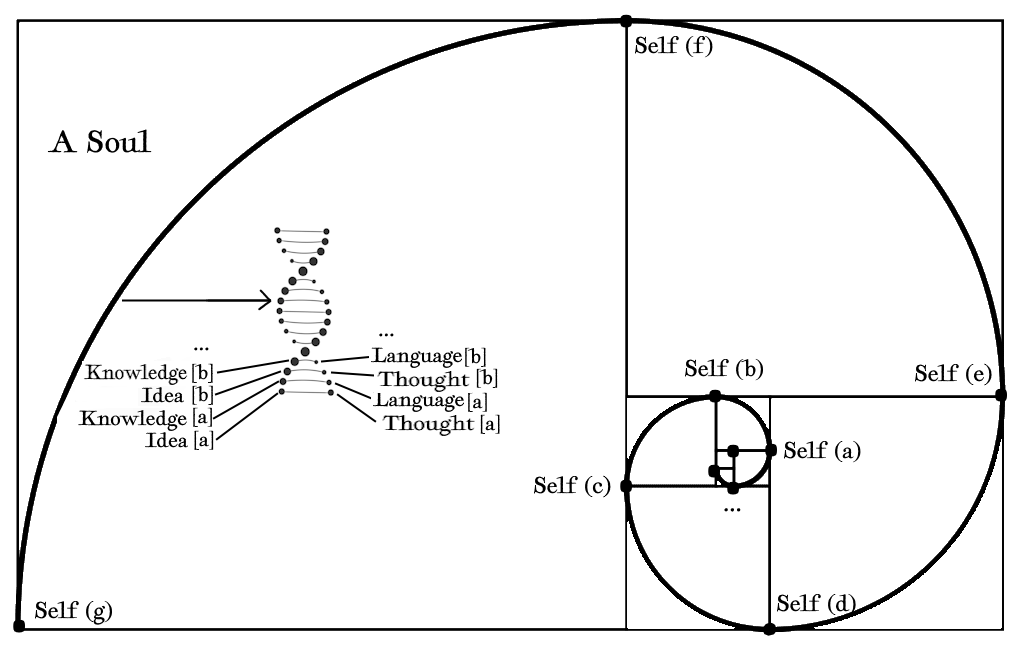 Self (f)
A Soul
...
...
Language[b]
Knowledge [b]
Thought [b]
Idea [b]
Language[a]
Knowledge [a]
Thought [a]
Idea [a]
Self (b)
Self (e)
Self (a)
Self (c)
...
Self (d)
Self (g)